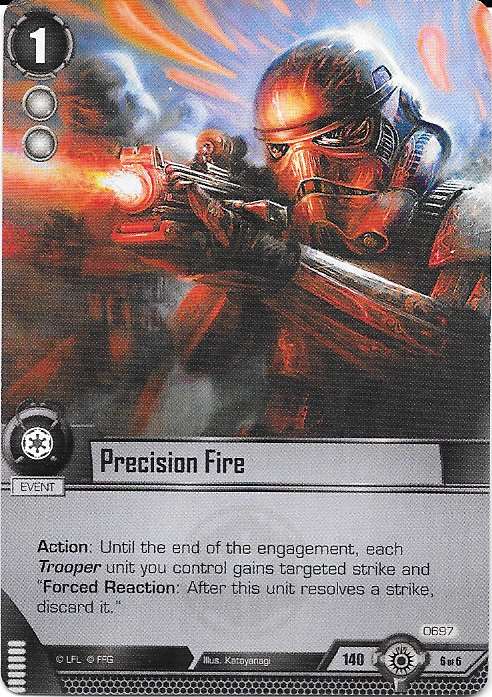 1
Precision Fire
EVENT
Action: Until the end of the engagement, each
Trooper unit you control gains targeted strike and
"Forced Reaction: After this unit resolves a strike,
discard it."
0697
© LFL © FFG
Illus. Katayanagi
140
6 of 6